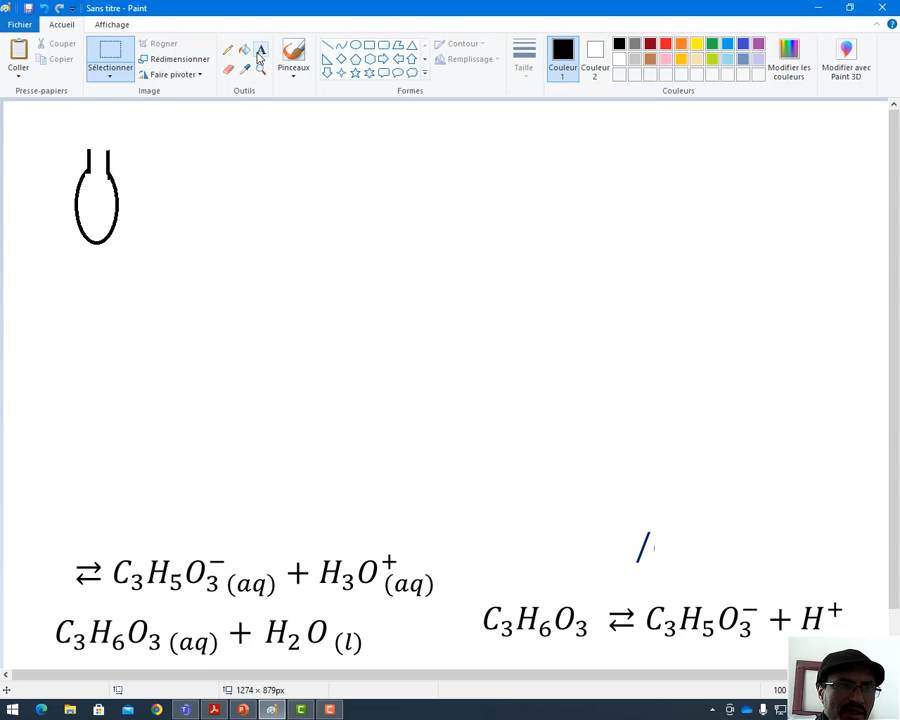 Sans titre - Paint
Fichier Accueil Affichage
Coller
Couper
Copier
Presse-papiers
Sélectionner
Rogner
Redimensionner
Faire pivoter
Image
A
Outils
Pinceaux
Contour
Remplissage
Formes
Taille
Couleur 1
Couleur 2
Modifier les couleurs
Couleurs
Modifier avec Paint 3D
/
⇄ C₃H₅O₃⁻ (aq) + H₃O⁺ (aq)
C₃H₆O₃ ⇄ C₃H₅O₃⁻ + H⁺
C₃H₆O₃ (aq) + H₂O (l)
1274 × 879px
100